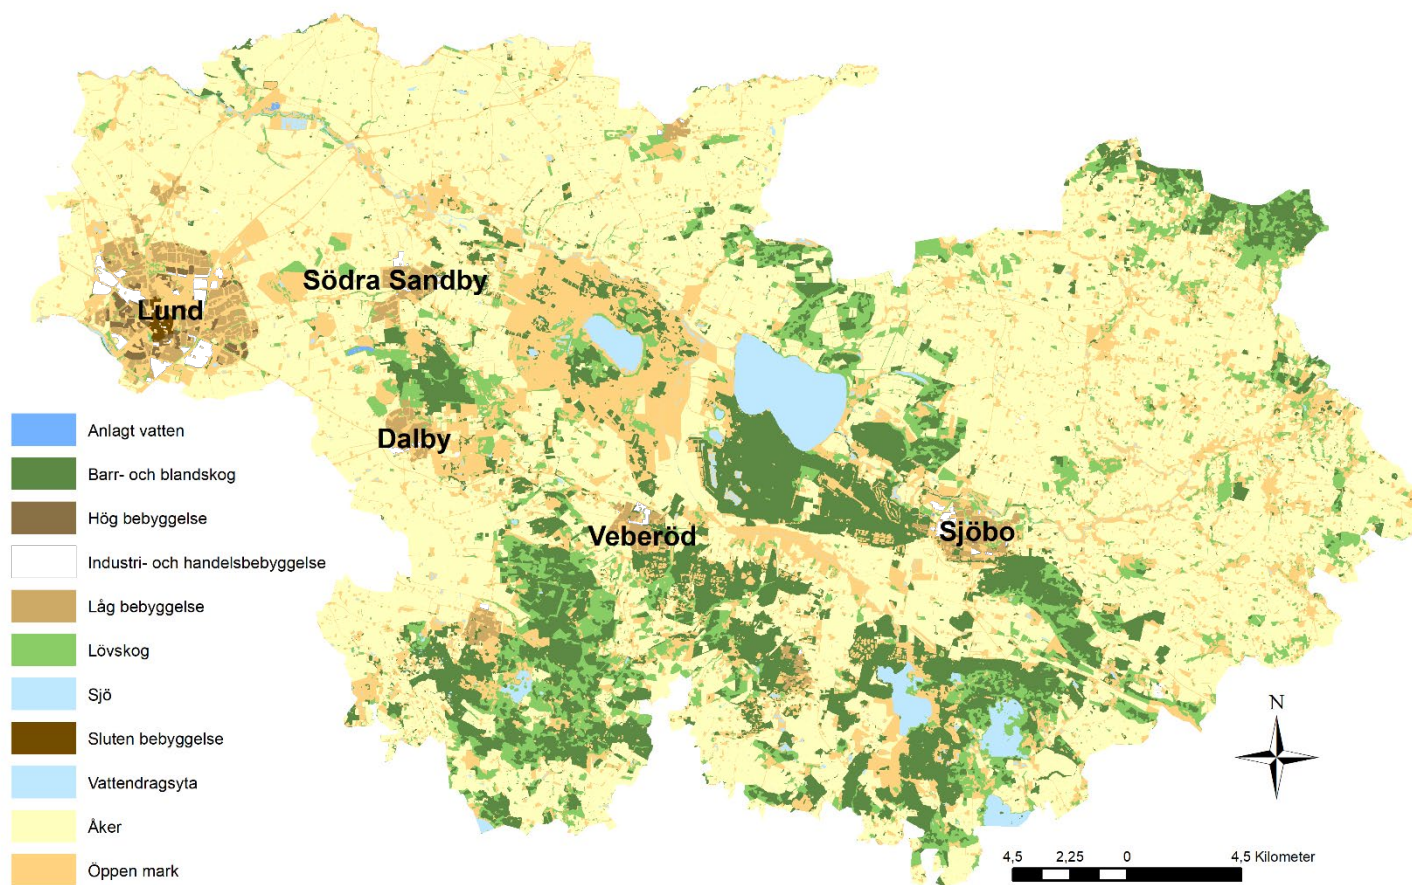 Södra Sandby
Lund
Dalby
Veberöd
Sjöbo
Anlagt vatten
Barr- och blandskog
Hög bebyggelse
Industri- och handelsbebyggelse
Låg bebyggelse
Lövskog
Sjö
Sluten bebyggelse
Vattendragsyta
Åker
Öppen mark
N
4,5 2,25 0 4,5 Kilometer